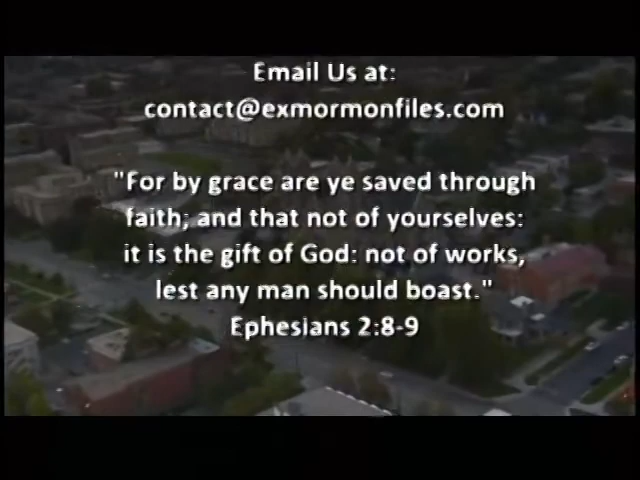 Email Us at:
contact@exmormonfiles.com
"For by grace are ye saved through
faith; and that not of yourselves:
it is the gift of God: not of works,
lest any man should boast."
Ephesians 2:8-9